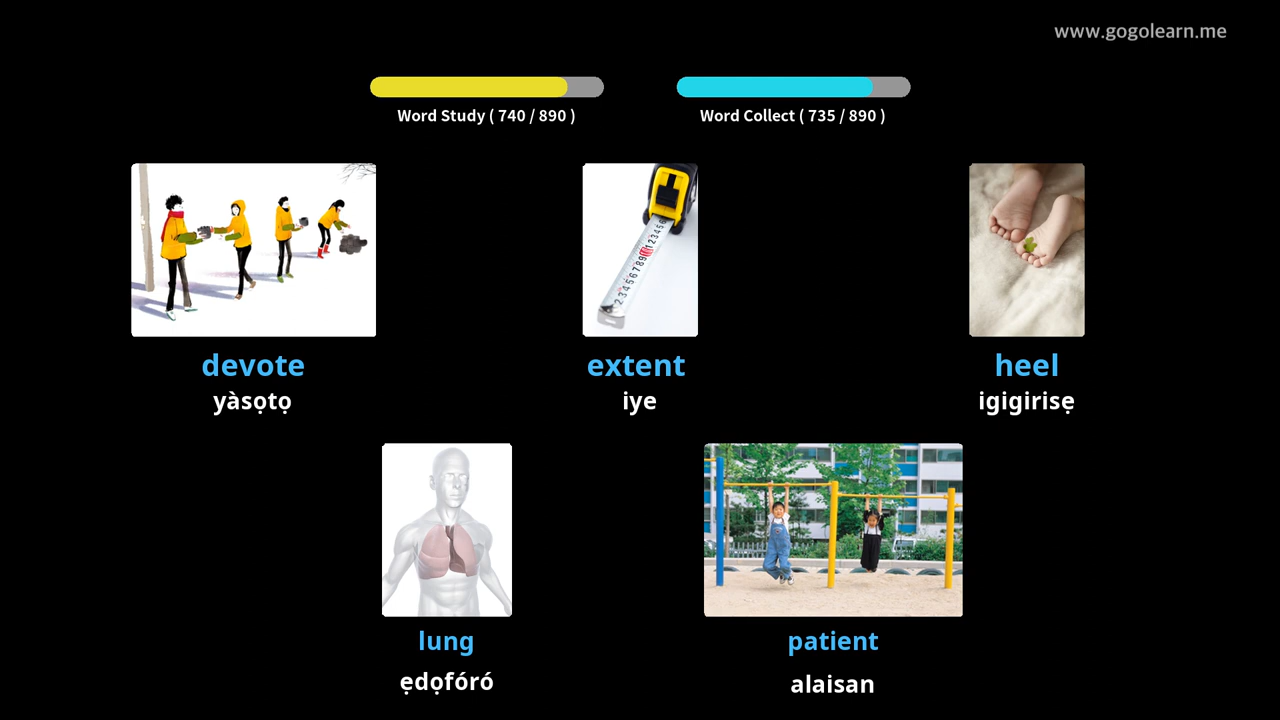 www.gogolearn.me
Word Study ( 740 / 890 )
Word Collect ( 735 / 890 )
devote
yàsọtọ
extent
iye
heel
igigirisẹ
lung
ẹdọfóró
patient
alaisan